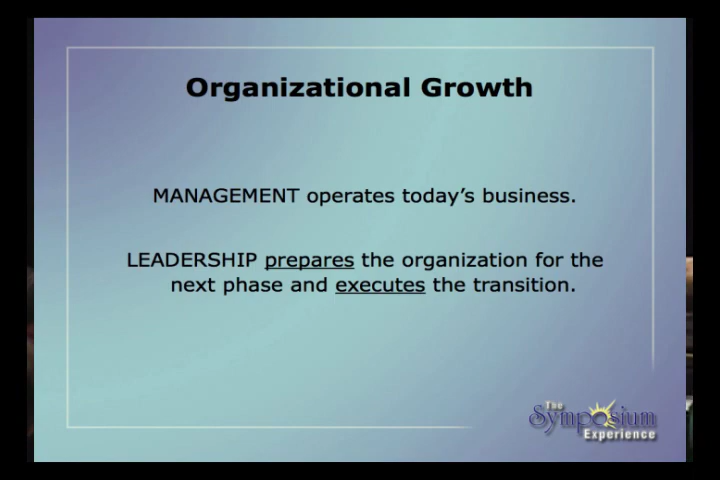 Organizational Growth
MANAGEMENT operates today's business.
LEADERSHIP prepares the organization for the
next phase and executes the transition.
The
Symposium
Experience